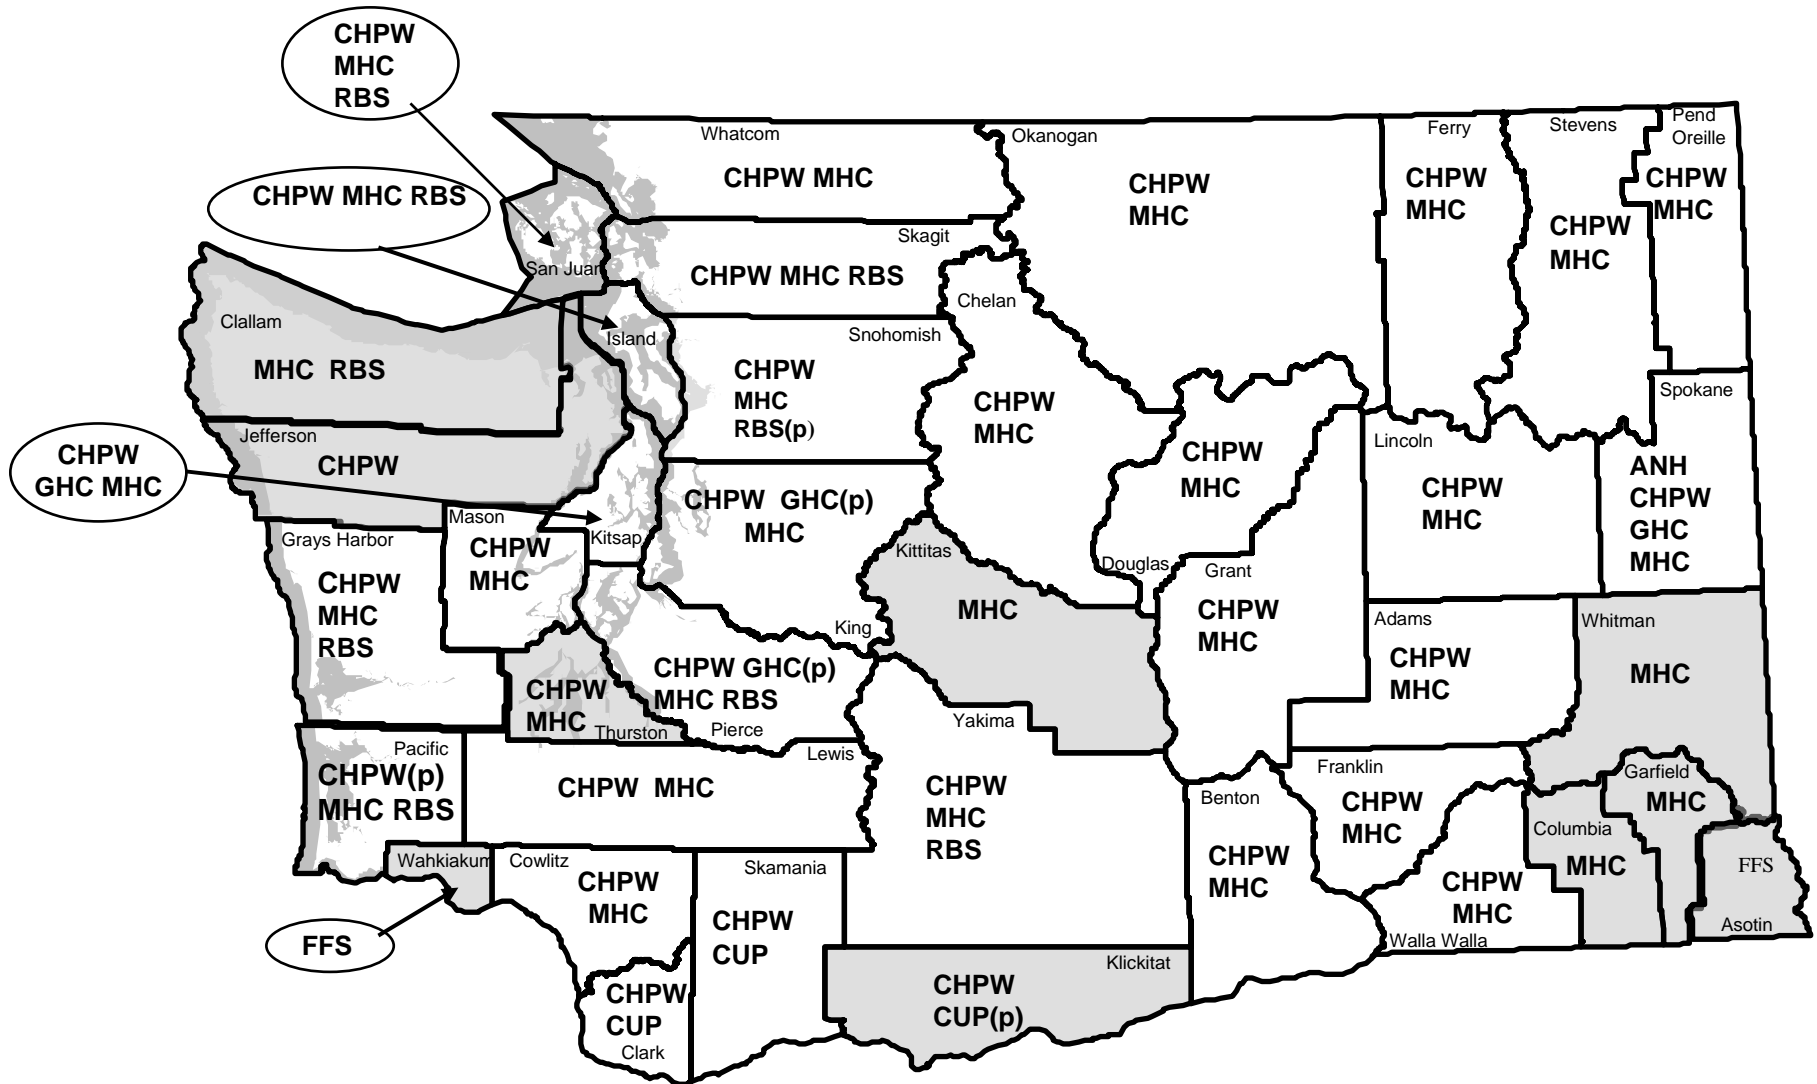 CHPW
MHC
RBS
CHPW MHC RBS
Whatcom
CHPW MHC
Okanogan
CHPW
MHC
Ferry
CHPW
MHC
Stevens
CHPW
MHC
Pend
Oreille
CHPW
MHC
San Juan
Skagit
CHPW MHC RBS
Clallam
MHC RBS
Island
Snohomish
CHPW
MHC
RBS(p)
Chelan
CHPW
MHC
Jefferson
CHPW
CHPW
GHC MHC
Kitsap
CHPW GHC(p)
MHC
King
CHPW
MHC
Douglas
Lincoln
CHPW
MHC
Spokane
ANH
CHPW
GHC
MHC
Mason
CHPW
MHC
Grays Harbor
CHPW
MHC
RBS
Kittitas
MHC
Grant
CHPW
MHC
Adams
CHPW
MHC
Whitman
MHC
CHPW
MHC
Thurston
CHPW GHC(p)
MHC RBS
Pierce
Pacific
CHPW(p)
MHC RBS
Lewis
CHPW MHC
Yakima
CHPW
MHC
RBS
Benton
CHPW
MHC
Franklin
CHPW
MHC
Garfield
MHC
Columbia
MHC
FFS
Asotin
Wahkiakum
FFS
Cowlitz
CHPW
MHC
Skamania
CHPW
CUP
CHPW
MHC
Walla Walla
Klickitat
CHPW
CUP(p)
CHPW
CUP
Clark